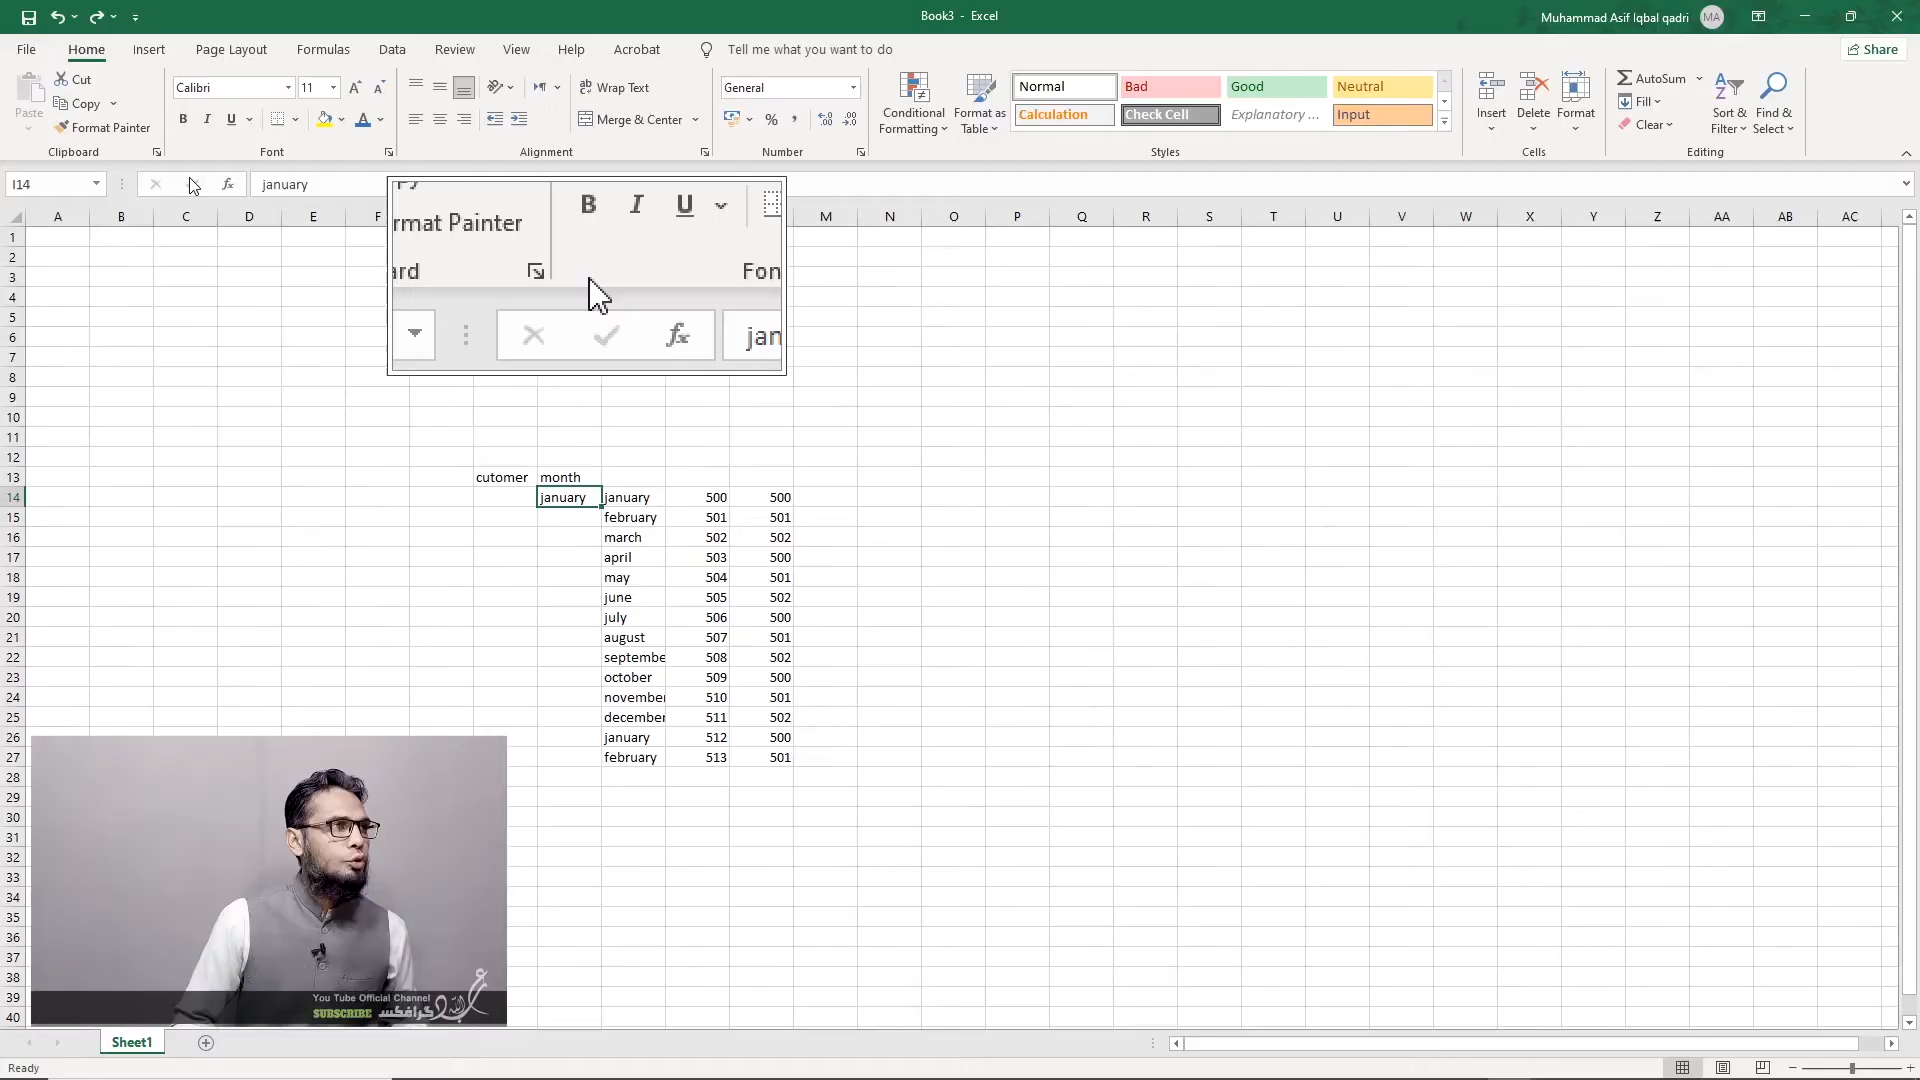 Book3 - Excel
Muhammad Asif Iqbal qadri
MA
File Home Insert Page Layout Formulas Data Review View Help Acrobat Tell me what you want to do
Share
Paste
Cut
Copy
Format Painter
Clipboard
Calibri 11
B I U
Font
Wrap Text
Merge & Center
Alignment
General
Number
Conditional Formatting
Format as Table
Normal Bad Good Neutral
Calculation Check Cell Explanatory ... Input
Styles
Insert Delete Format
Cells
AutoSum
Fill
Clear
Sort & Filter
Find & Select
Editing
I14
fx
january
rmat Painter
B I U
ard
Fon
fx
jan
A B C D E F M N O P Q R S T U V W X Y Z AA AB AC
1
2
3
4
5
6
7
8
9
10
11
12
13 cutomer month
14 january january 500 500
15 february 501 501
16 march 502 502
17 april 503 500
18 may 504 501
19 june 505 502
20 july 506 500
21 august 507 501
22 septembe 508 502
23 october 509 500
24 november 510 501
25 december 511 502
26 january 512 500
27 february 513 501
28
29
30
31
32
33
34
35
36
37
38
39
40
You Tube Official Channel
SUBSCRIBE
گرافکس
Sheet1
Ready